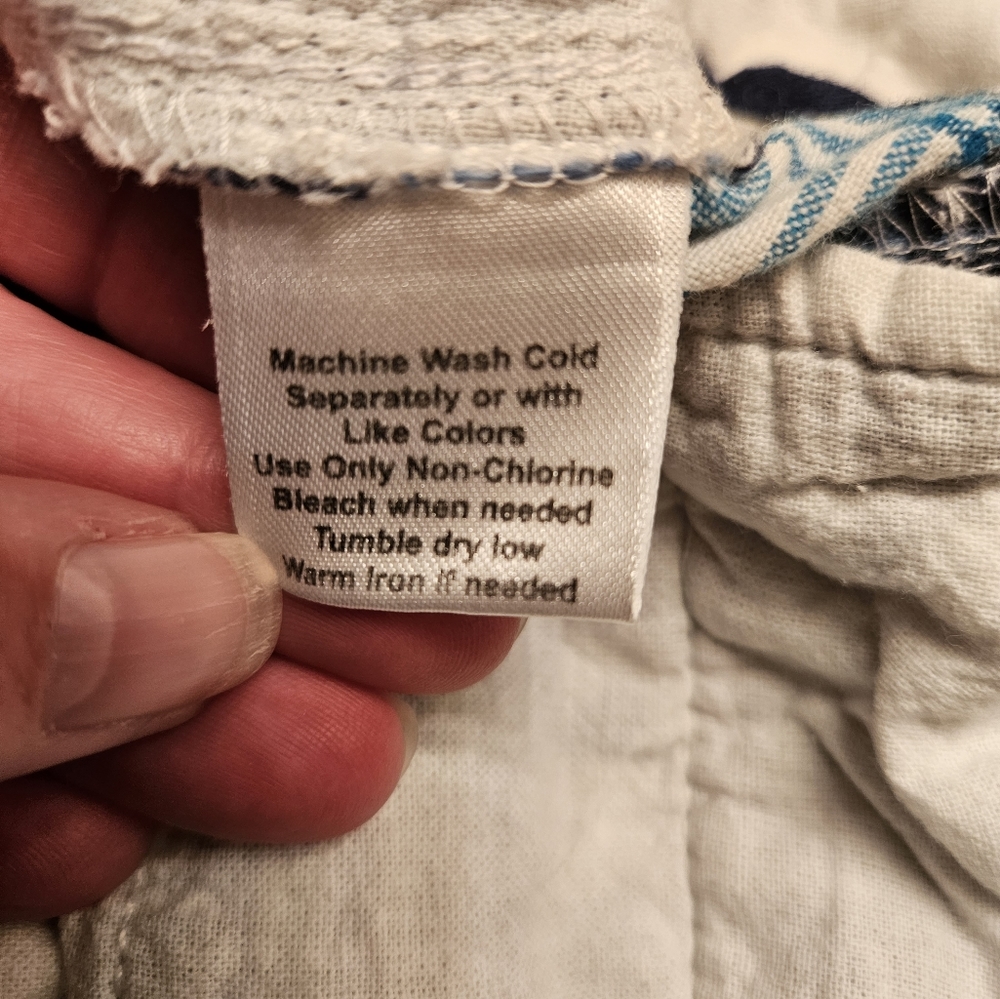 Machine Wash Cold
Separately or with
Like Colors
Use Only Non-Chlorine
Bleach when needed
Tumble dry low
Warm Iron if needed